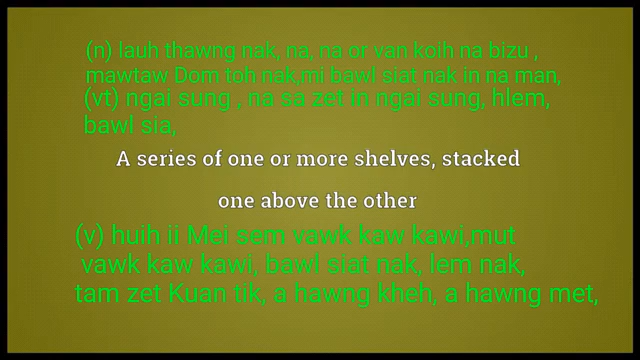 (n) lauh thawng nak, na, na or van koih na bizu ,
mawtaw Dom toh nak,mi bawl siat nak in na man,
(vt) ngai sung , na sa zet in ngai sung, hlem,
bawl sia,
A series of one or more shelves, stacked
one above the other
(v) huih ii Mei sem vawk kaw kawi,mut
vawk kaw kawi, bawl siat nak, lem nak,
tam zet Kuan tik, a hawng kheh, a hawng met,